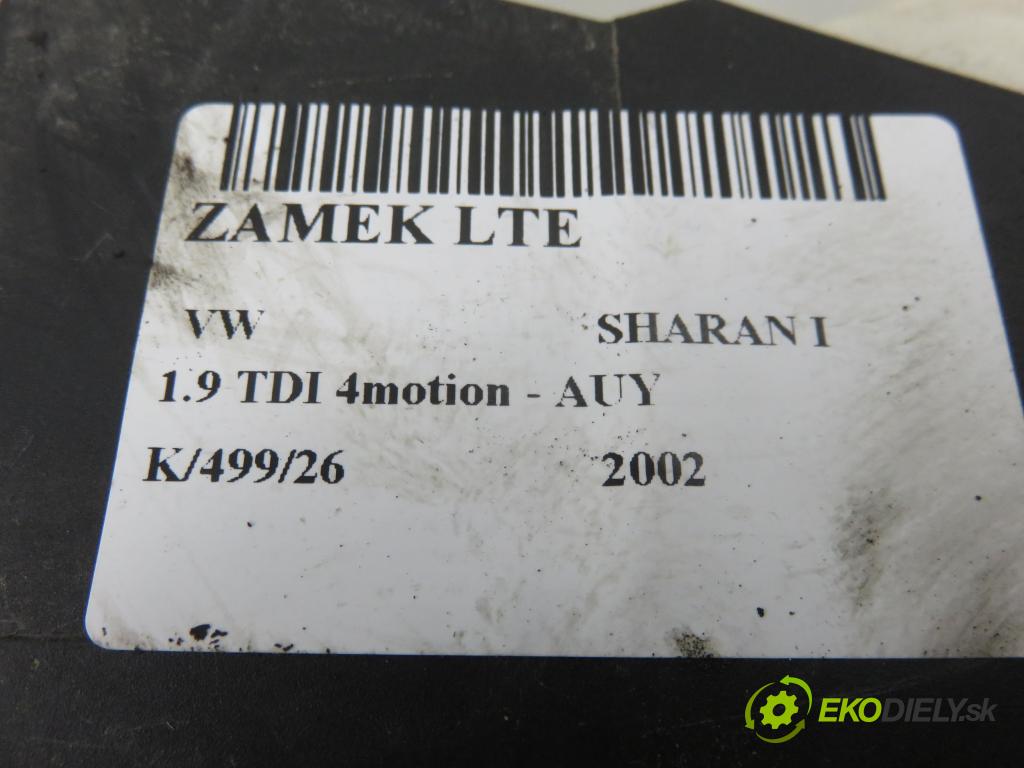 ZAMEK LTE
VW SHARAN I
1.9 TDI 4motion - AUY
K/499/26 2002
EKODIELY.sk